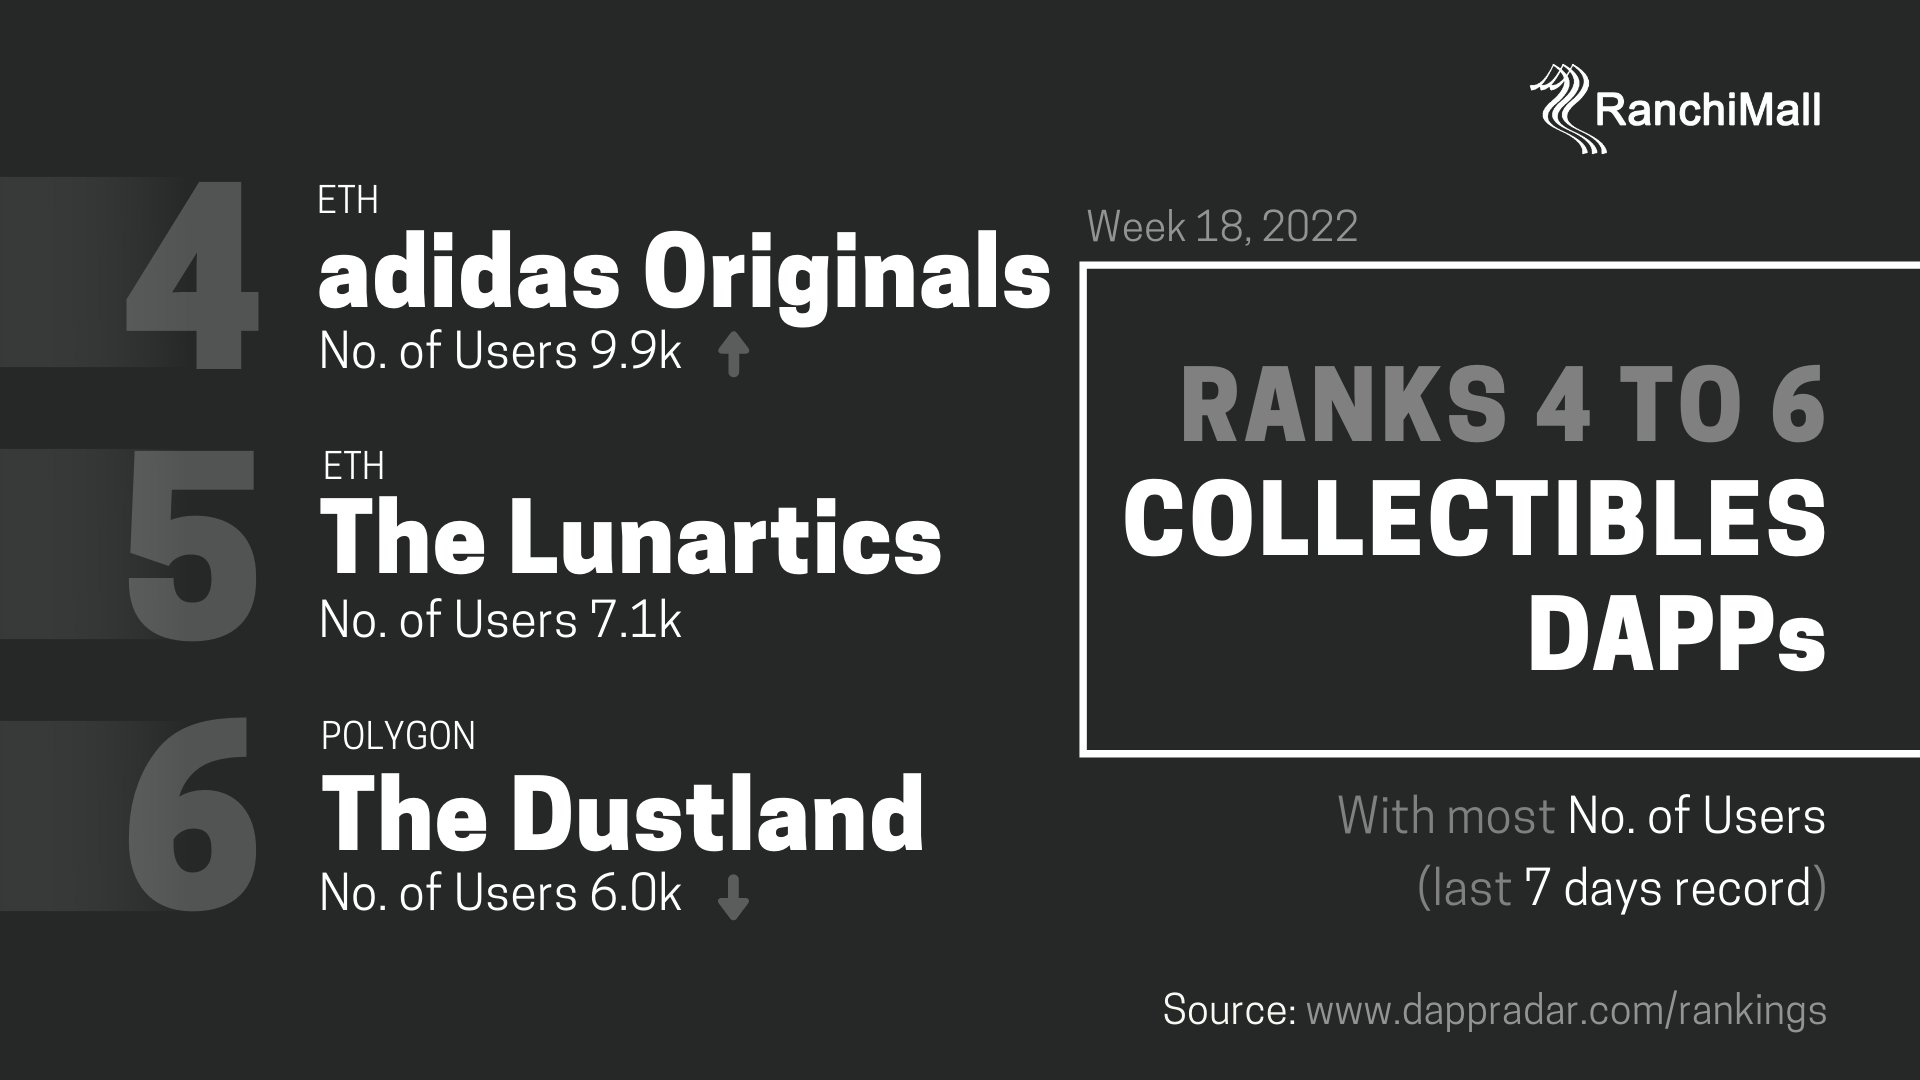 RanchiMall
4
ETH
adidas Originals
No. of Users 9.9k
5
ETH
The Lunartics
No. of Users 7.1k
6
POLYGON
The Dustland
No. of Users 6.0k
Week 18, 2022
RANKS 4 TO 6
COLLECTIBLES
DAPPs
With most No. of Users
(last 7 days record)
Source: www.dappradar.com/rankings